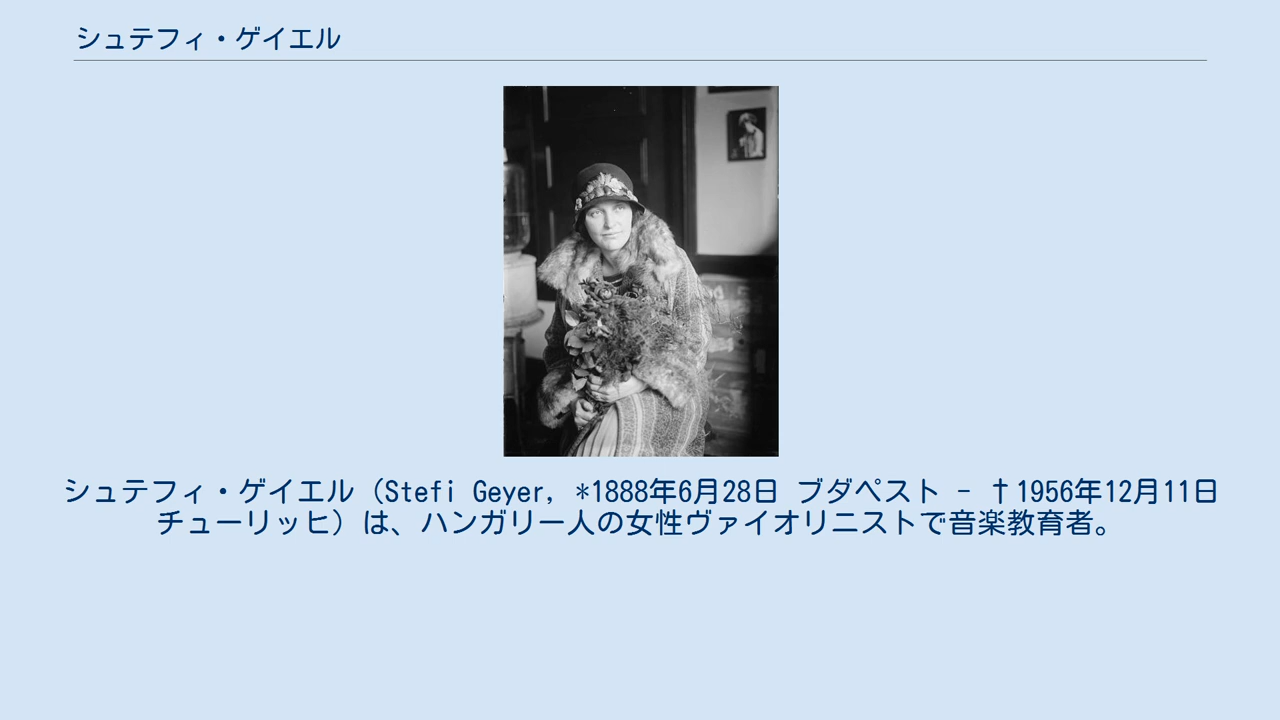 シュテフィ・ゲイエル
シュテフィ・ゲイエル（Stefi Geyer, *1888年6月28日 ブダペスト - †1956年12月11日
チューリッヒ）は、ハンガリー人の女性ヴァイオリニストで音楽教育者。